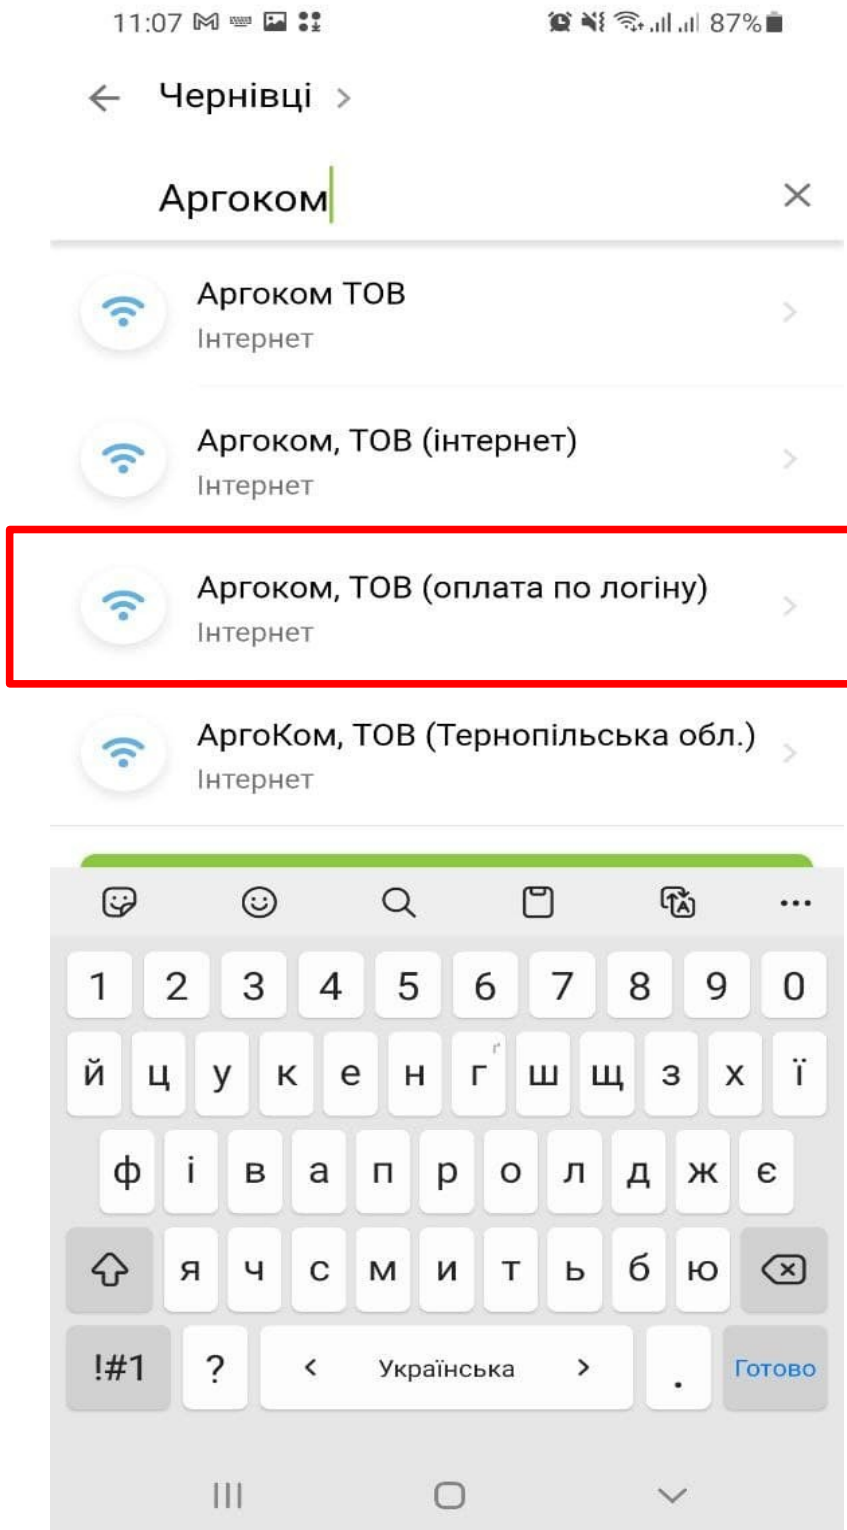 11:07 87%
Чернівці >
Аргоком
Аргоком ТОВ
Інтернет
Аргоком, ТОВ (інтернет)
Інтернет
Аргоком, ТОВ (оплата по логіну)
Інтернет
АргоКом, ТОВ (Тернопільська обл.)
Інтернет
1 2 3 4 5 6 7 8 9 0
й ц у к е н г ґ ш щ з х ї
ф і в а п р о л д ж є
я ч с м и т ь б ю
!#1 ? < Українська > . Готово